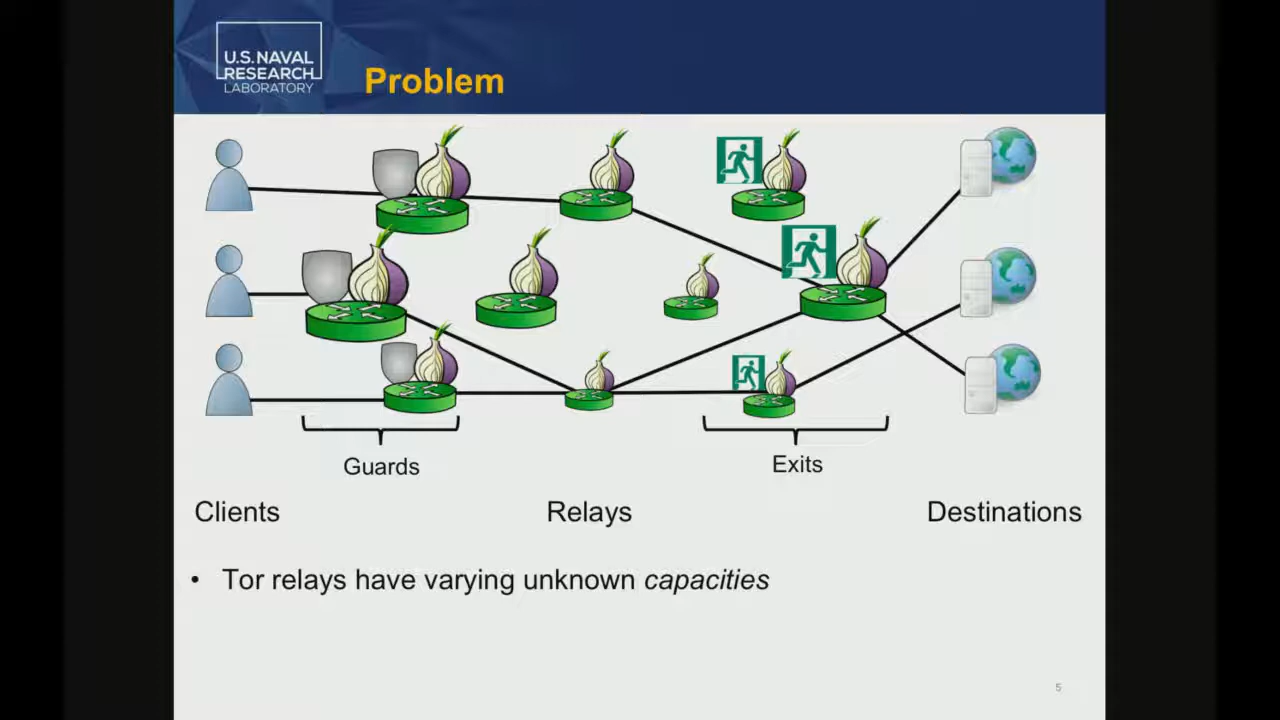 U.S. NAVAL
RESEARCH
LABORATORY
Problem
Guards
Exits
Clients
Relays
Destinations
• Tor relays have varying unknown capacities
5